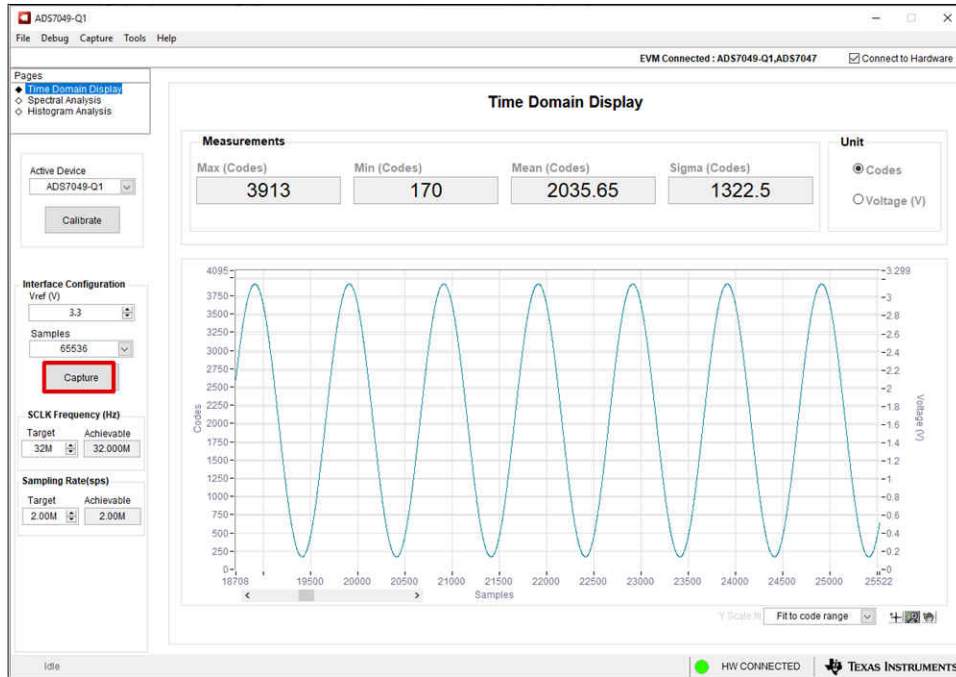 ADS7049-Q1
File Debug Capture Tools Help
EVM Connected : ADS7049-Q1,ADS7047 Connect to Hardware
Pages
Time Domain Display
Spectral Analysis
Histogram Analysis
Time Domain Display
Measurements
Unit
Max (Codes) Min (Codes) Mean (Codes) Sigma (Codes)
3913 170 2035.65 1322.5
Codes
Voltage (V)
Active Device
ADS7049-Q1
Calibrate
Interface Configuration
Vref (V)
3.3
Samples
65536
Capture
SCLK Frequency (Hz)
Target Achievable
32M 32.000M
Sampling Rate(sps)
Target Achievable
2.00M 2.00M
Codes
4095
3750
3500
3250
3000
2750
2500
2250
2000
1750
1500
1250
1000
750
500
250
0
3.299
3
2.8
2.6
2.4
2.2
2
1.8
1.6
1.4
1.2
1
0.8
0.6
0.4
0.2
0
Voltage (V)
18708 19500 20000 20500 21000 21500 22000 22500 23000 23500 24000 24500 25000 25522
Samples
Y Scale fit Fit to code range
Idle
HW CONNECTED
TEXAS INSTRUMENTS